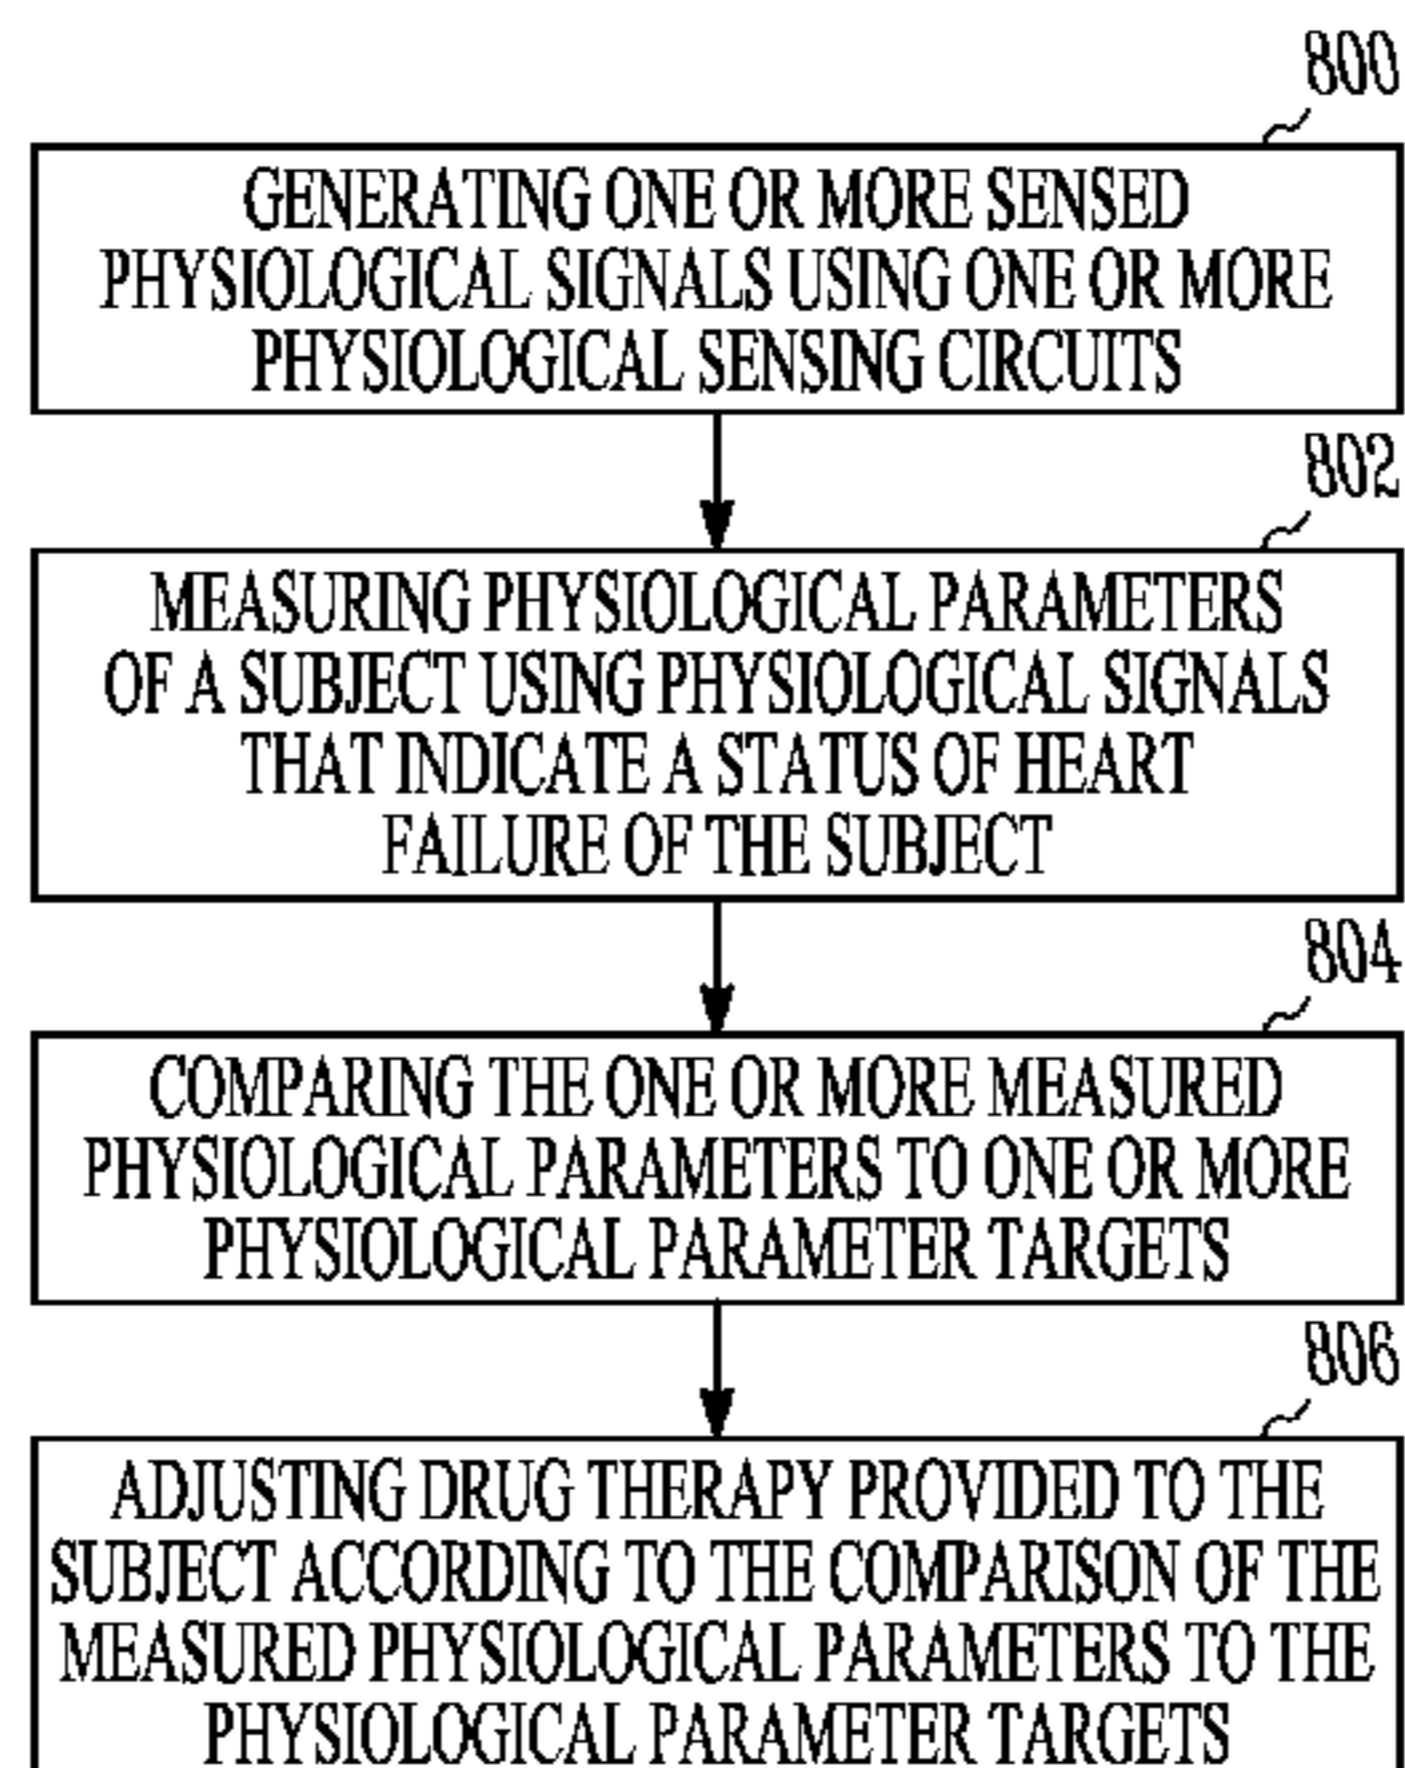 800
GENERATING ONE OR MORE SENSED
PHYSIOLOGICAL SIGNALS USING ONE OR MORE
PHYSIOLOGICAL SENSING CIRCUITS
802
MEASURING PHYSIOLOGICAL PARAMETERS
OF A SUBJECT USING PHYSIOLOGICAL SIGNALS
THAT INDICATE A STATUS OF HEART
FAILURE OF THE SUBJECT
804
COMPARING THE ONE OR MORE MEASURED
PHYSIOLOGICAL PARAMETERS TO ONE OR MORE
PHYSIOLOGICAL PARAMETER TARGETS
806
ADJUSTING DRUG THERAPY PROVIDED TO THE
SUBJECT ACCORDING TO THE COMPARISON OF THE
MEASURED PHYSIOLOGICAL PARAMETERS TO THE
PHYSIOLOGICAL PARAMETER TARGETS